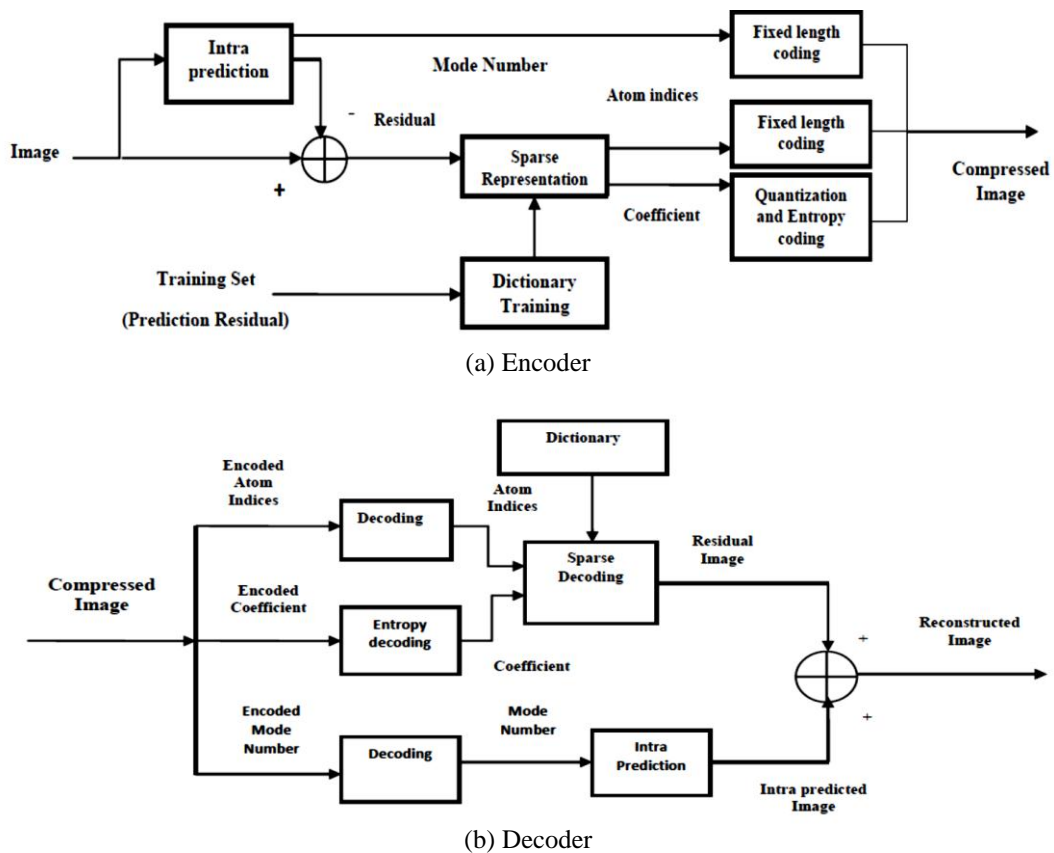 Intra
prediction
Mode Number
Fixed length
coding
Image
-
Residual
+
Sparse
Representation
Atom indices
Fixed length
coding
Coefficient
Quantization
and Entropy
coding
Compressed
Image
Training Set
(Prediction Residual)
Dictionary
Training
(a) Encoder
Dictionary
Encoded
Atom
Indices
Decoding
Atom
Indices
Sparse
Decoding
Residual
Image
Compressed
Image
Encoded
Coefficient
Entropy
decoding
Coefficient
+
Reconstructed
Image
+
Encoded
Mode
Number
Decoding
Mode
Number
Intra
Prediction
Intra predicted
Image
(b) Decoder